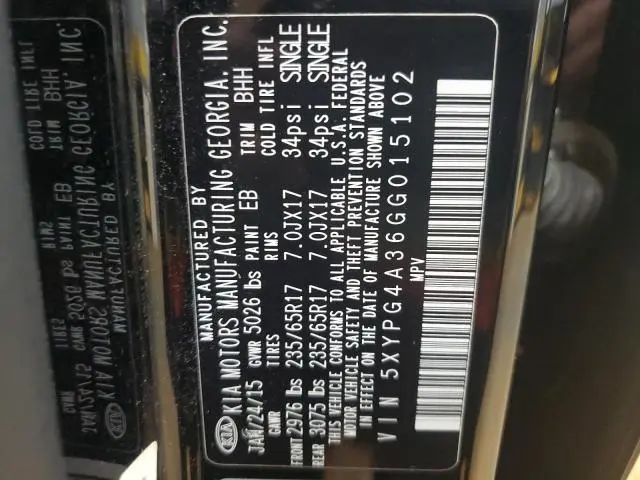 MANUFACTURED BY
KIA KIA MOTORS MANUFACTURING GEORGIA. INC.
JAN/24/15 GVWR 5026 lbs PAINT EB TRIM BHH
GAWR TIRES RIMS COLD TIRE INFL
FRONT 2976 lbs 235/65R17 7.0JX17 34psi SINGLE
REAR 3075 lbs 235/65R17 7.0JX17 34psi SINGLE
THIS VEHICLE CONFORMS TO ALL APPLICABLE U.S.A. FEDERAL
MOTOR VEHICLE SAFETY AND THEFT PREVENTION STANDARDS
IN EFFECT ON THE DATE OF MANUFACTURE SHOWN ABOVE
VIN 5XYPG4A36GG015102
MPV